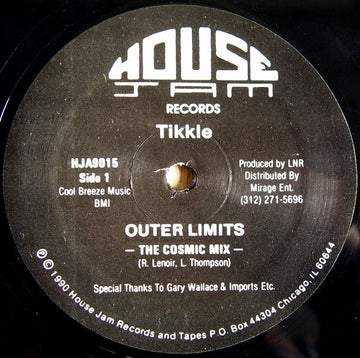 HOUSE
JAM
RECORDS
Tikkle
HJA9015
Side 1
Cool Breeze Music
BMI
Produced by LNR
Distributed By
Mirage Ent.
(312) 271-5696
OUTER LIMITS
— THE COSMIC MIX —
(R. Lenoir, L. Thompson)
Special Thanks To Gary Wallace & Imports Etc.
℗ © 1990 House Jam Records and Tapes P.O. Box 44304 Chicago, IL 60644